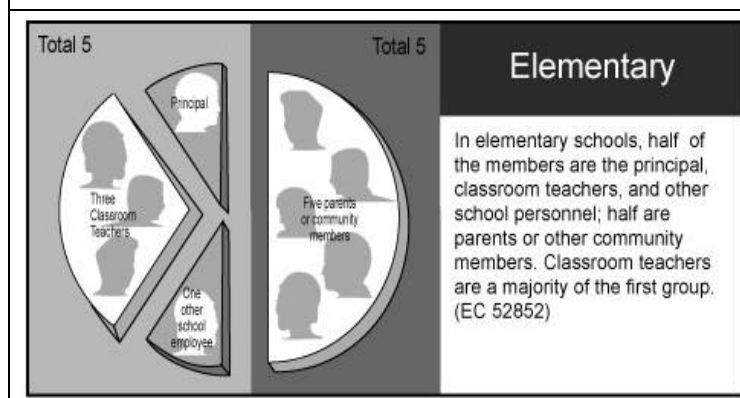 Total 5
Principal
Three
Classroom
Teachers
One
other
school
employee
Total 5
Five parents
or community
members
Elementary
In elementary schools, half of
the members are the principal,
classroom teachers, and other
school personnel; half are
parents or other community
members. Classroom teachers
are a majority of the first group.
(EC 52852)